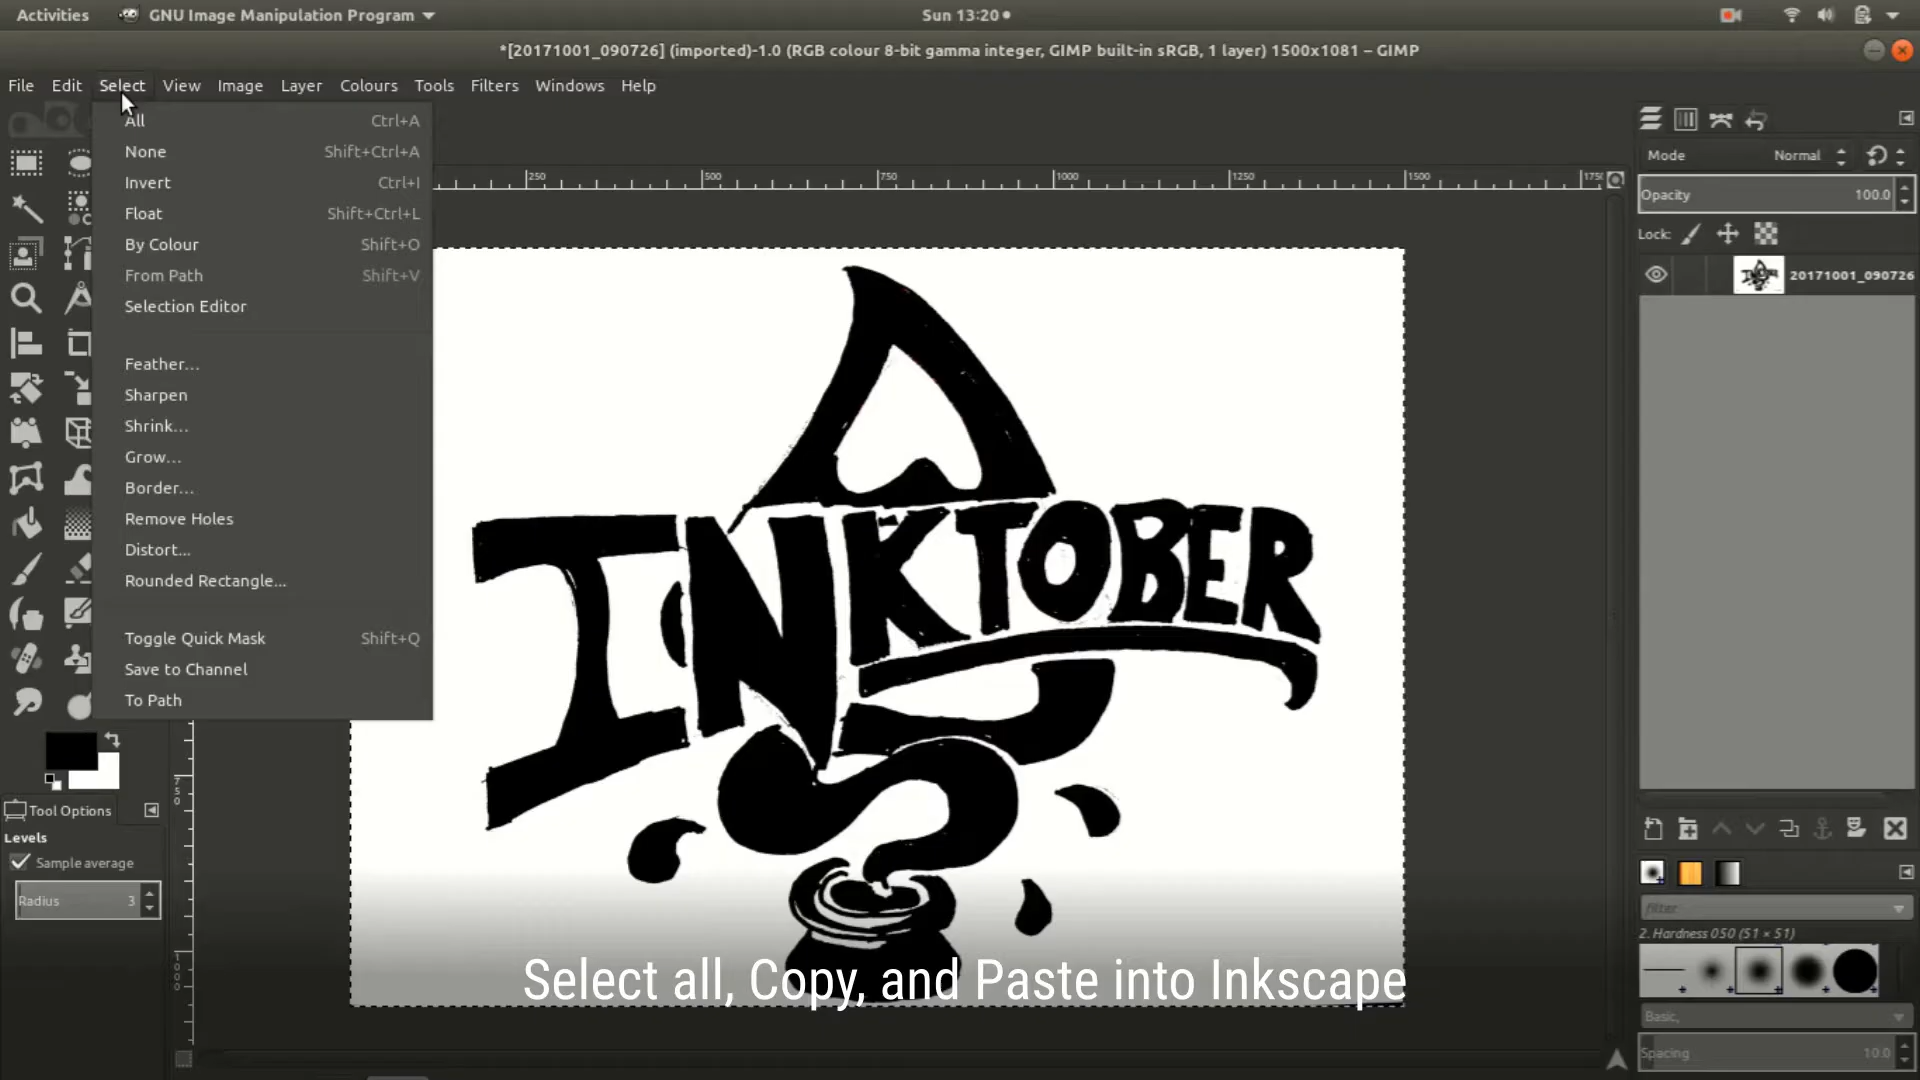 Activities
GNU Image Manipulation Program
Sun 13:20
*[20171001_090726] (imported)-1.0 (RGB colour 8-bit gamma integer, GIMP built-in sRGB, 1 layer) 1500x1081 – GIMP
File Edit Select View Image Layer Colours Tools Filters Windows Help
All Ctrl+A
None Shift+Ctrl+A
Invert Ctrl+I
Float Shift+Ctrl+L
By Colour Shift+O
From Path Shift+V
Selection Editor
Feather...
Sharpen
Shrink...
Grow...
Border...
Remove Holes
Distort...
Rounded Rectangle...
Toggle Quick Mask Shift+Q
Save to Channel
To Path
250 500 750 1000 1250 1500
750
1000
INKTOBER
Tool Options
Levels
Sample average
Radius 3
Mode Normal
Opacity 100.0
Lock:
20171001_090726
filter
2. Hardness 050 (51 × 51)
Basic,
Spacing 10.0
Select all, Copy, and Paste into Inkscape